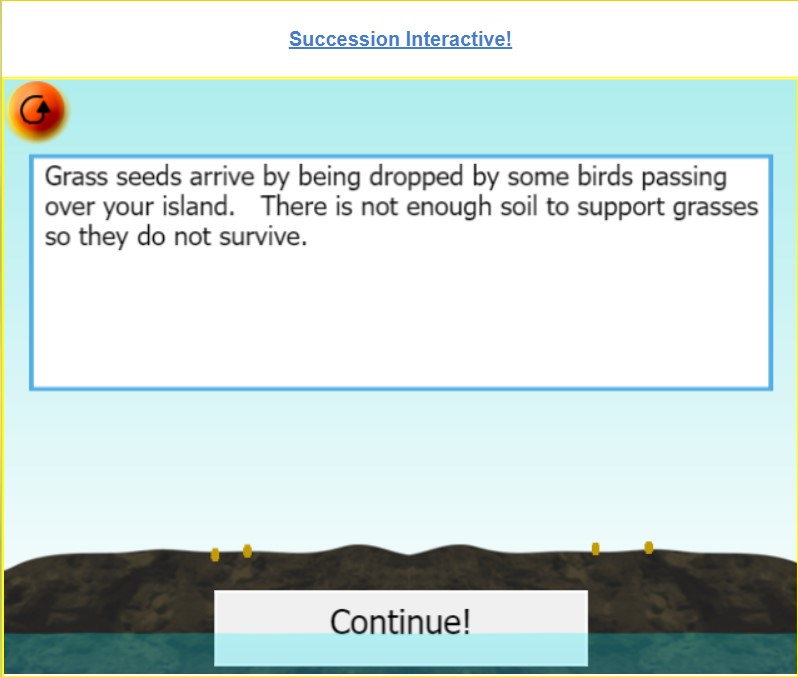 Succession Interactive!
Grass seeds arrive by being dropped by some birds passing
over your island.   There is not enough soil to support grasses
so they do not survive.
Continue!